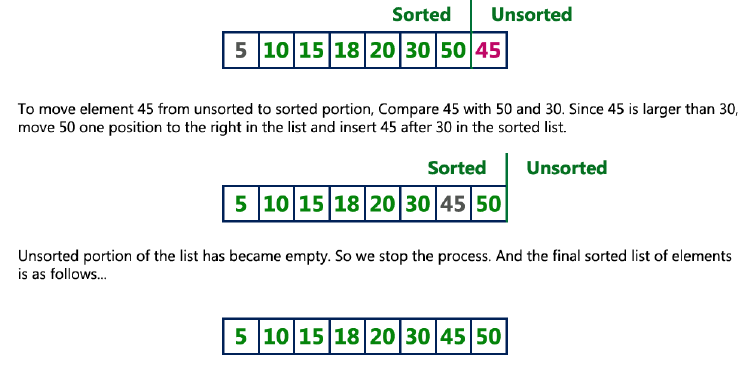 Sorted Unsorted
5 10 15 18 20 30 50 45
To move element 45 from unsorted to sorted portion, Compare 45 with 50 and 30. Since 45 is larger than 30,
move 50 one position to the right in the list and insert 45 after 30 in the sorted list.
Sorted Unsorted
5 10 15 18 20 30 45 50
Unsorted portion of the list has became empty. So we stop the process. And the final sorted list of elements
is as follows...
5 10 15 18 20 30 45 50